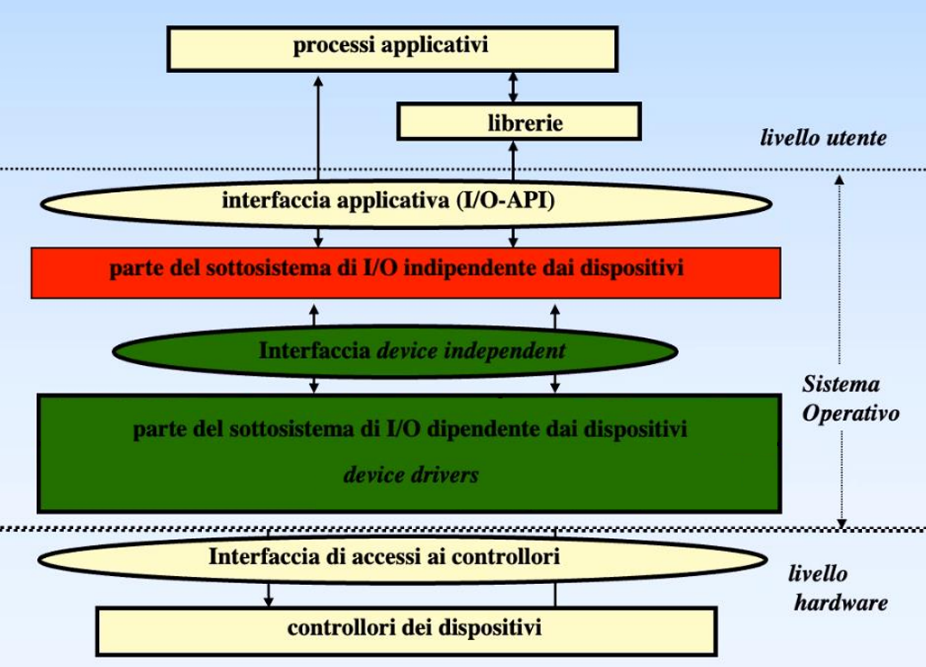 processi applicativi
librerie
livello utente
interfaccia applicativa (I/O-API)
parte del sottosistema di I/O indipendente dai dispositivi
Interfaccia device independent
Sistema
Operativo
parte del sottosistema di I/O dipendente dai dispositivi
device drivers
Interfaccia di accessi ai controllori
livello
hardware
controllori dei dispositivi